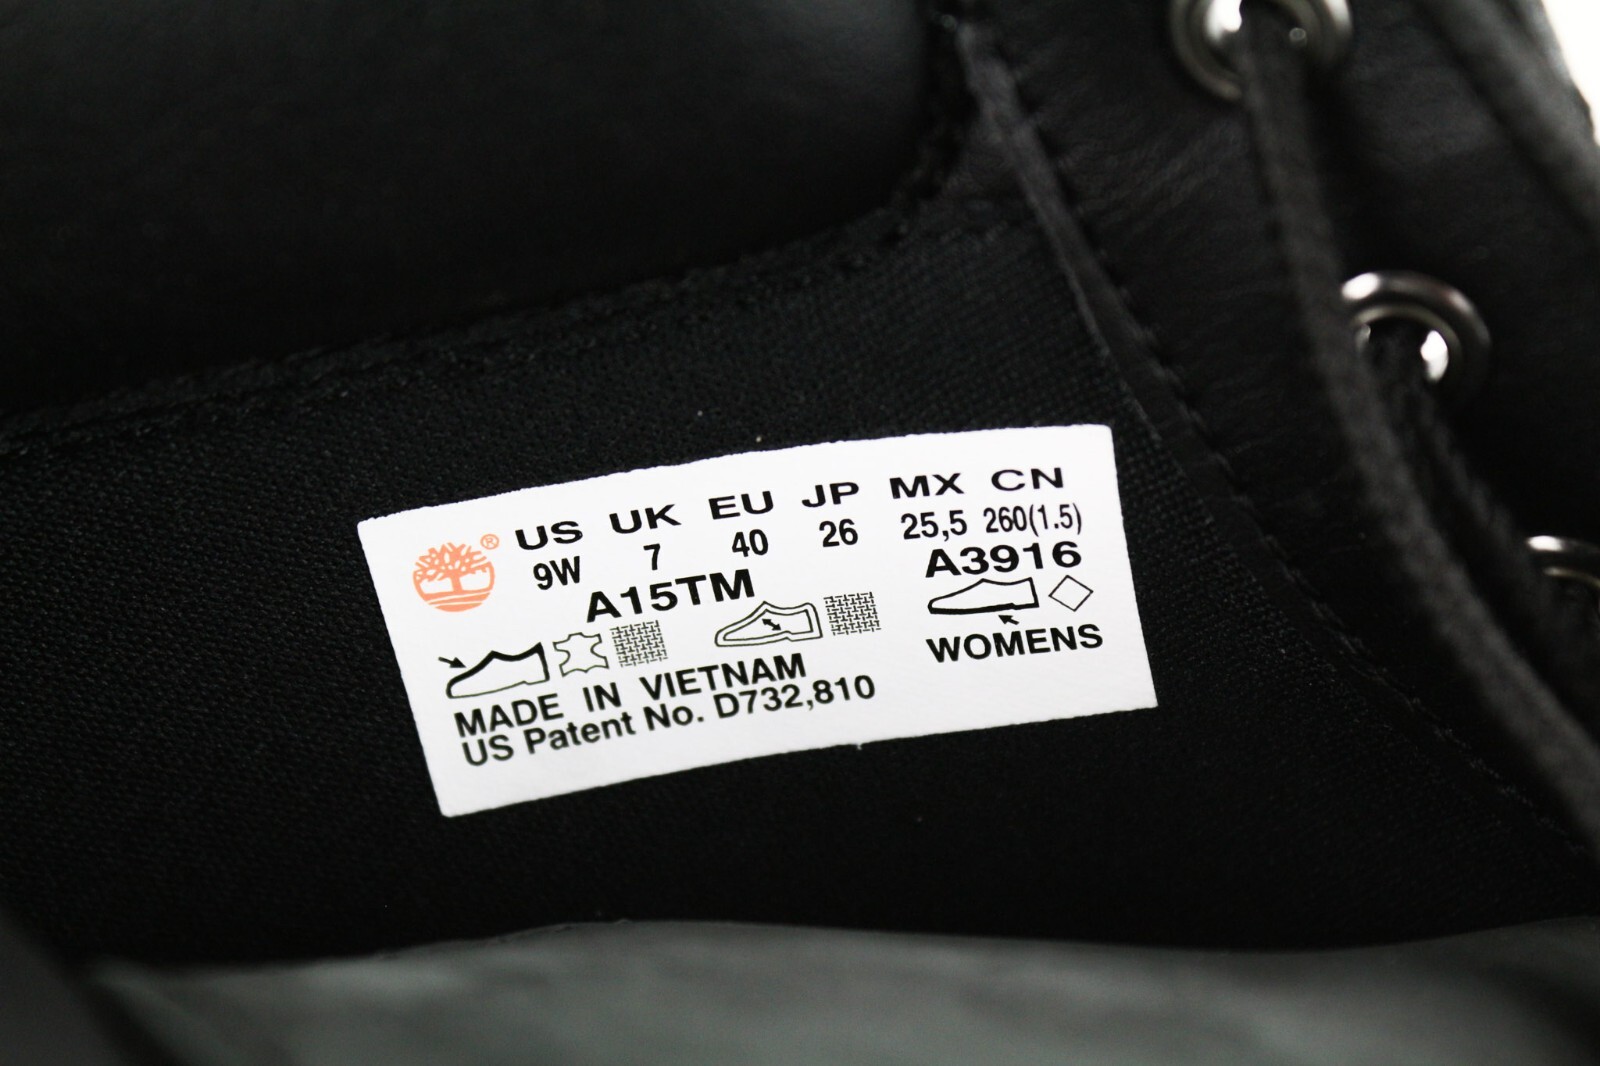 US UK EU JP MX CN
9W 7 40 26 25,5 260(1.5)
A15TM A3916
WOMENS
MADE IN VIETNAM
US Patent No. D732,810
®